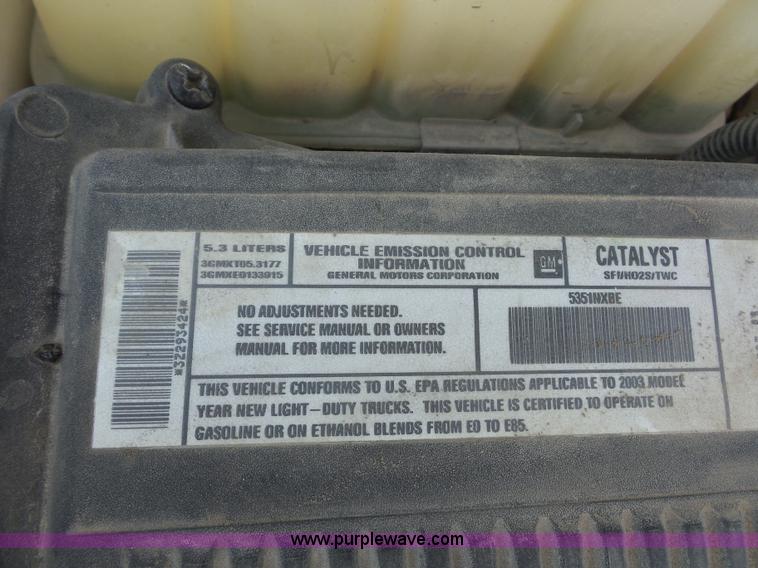 5.3 LITERS
3GMXT05.3177
3GMXE0133915
VEHICLE EMISSION CONTROL
INFORMATION
GENERAL MOTORS CORPORATION
GM
CATALYST
SFI/HO2S/TWC
*32293424*
NO ADJUSTMENTS NEEDED.
SEE SERVICE MANUAL OR OWNERS
MANUAL FOR MORE INFORMATION.
5351NXBE
THIS VEHICLE CONFORMS TO U.S. EPA REGULATIONS APPLICABLE TO 2003 MODEL
YEAR NEW LIGHT-DUTY TRUCKS. THIS VEHICLE IS CERTIFIED TO OPERATE ON
GASOLINE OR ON ETHANOL BLENDS FROM E0 TO E85.
www.purplewave.com